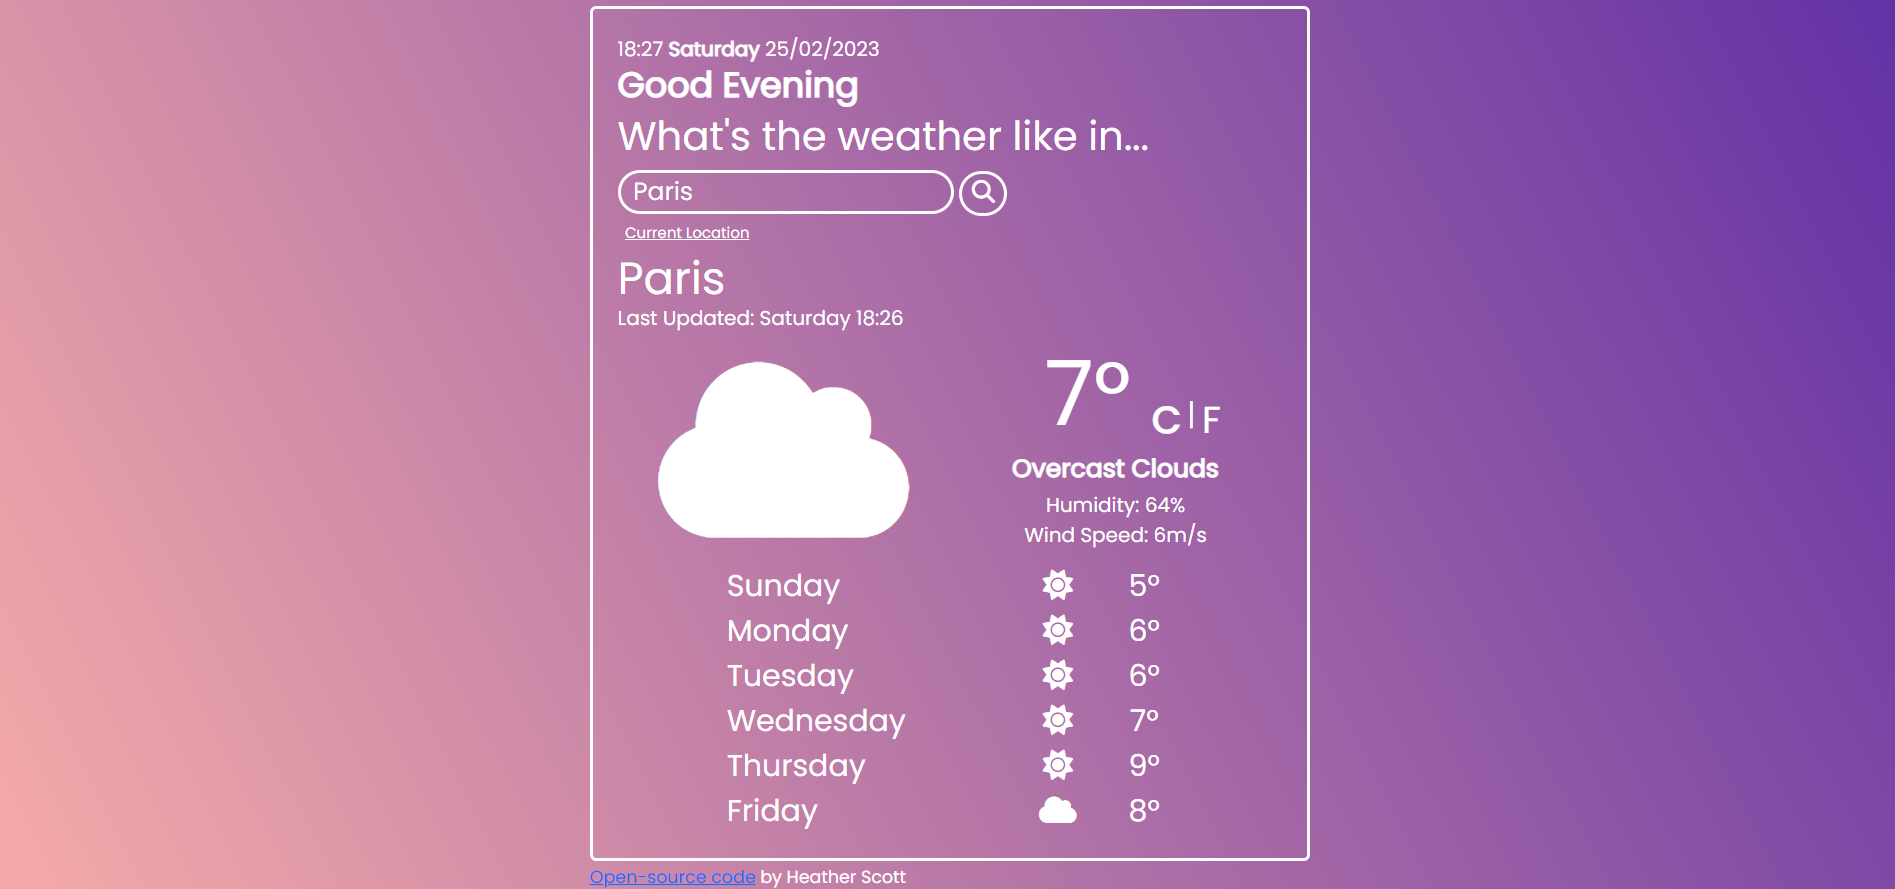 18:27 Saturday 25/02/2023
Good Evening
What's the weather like in...
Paris
Current Location
Paris
Last Updated: Saturday 18:26
7° C|F
Overcast Clouds
Humidity: 64%
Wind Speed: 6m/s
Sunday 5°
Monday 6°
Tuesday 6°
Wednesday 7°
Thursday 9°
Friday 8°
Open-source code by Heather Scott